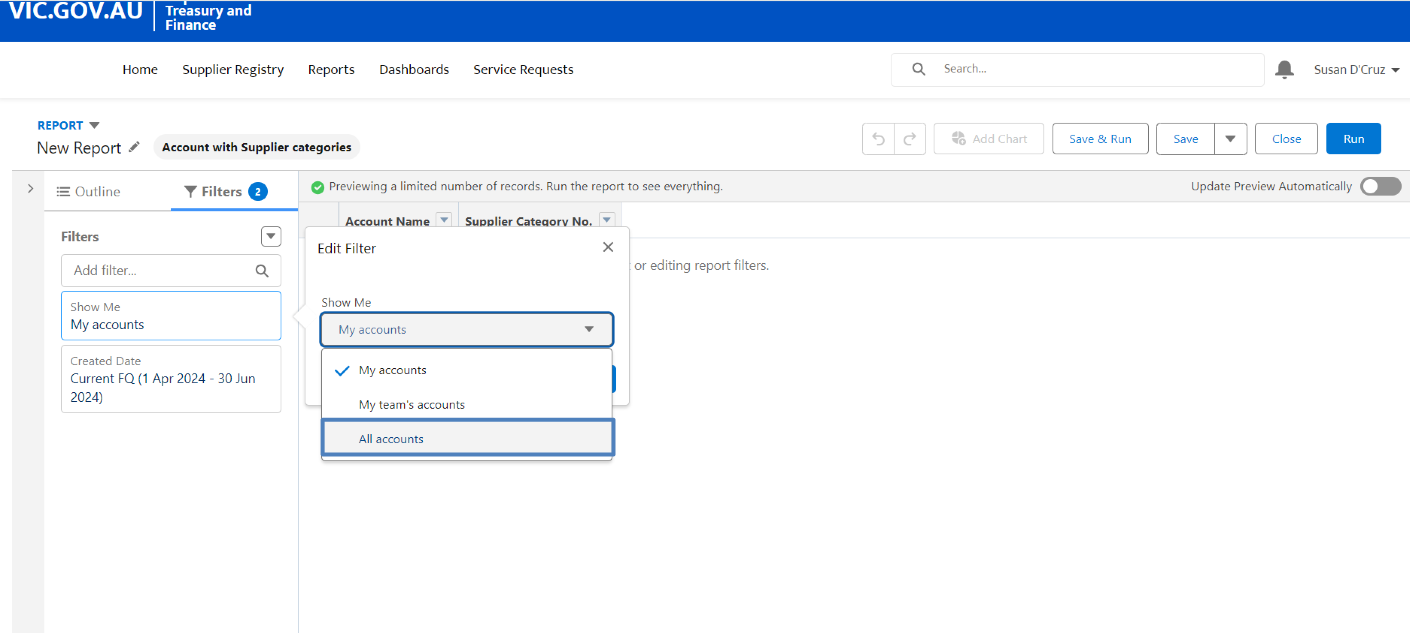 VIC.GOV.AU
Treasury and
Finance
Home Supplier Registry Reports Dashboards Service Requests Search... Susan D'Cruz
REPORT
New Report Account with Supplier categories
Add Chart Save & Run Save Close Run
Outline Filters 2
Previewing a limited number of records. Run the report to see everything. Update Preview Automatically
Account Name Supplier Category No.
Filters
Add filter...
Show Me
My accounts
Created Date
Current FQ (1 Apr 2024 - 30 Jun
2024)
Edit Filter
or editing report filters.
Show Me
My accounts
My accounts
My team's accounts
All accounts